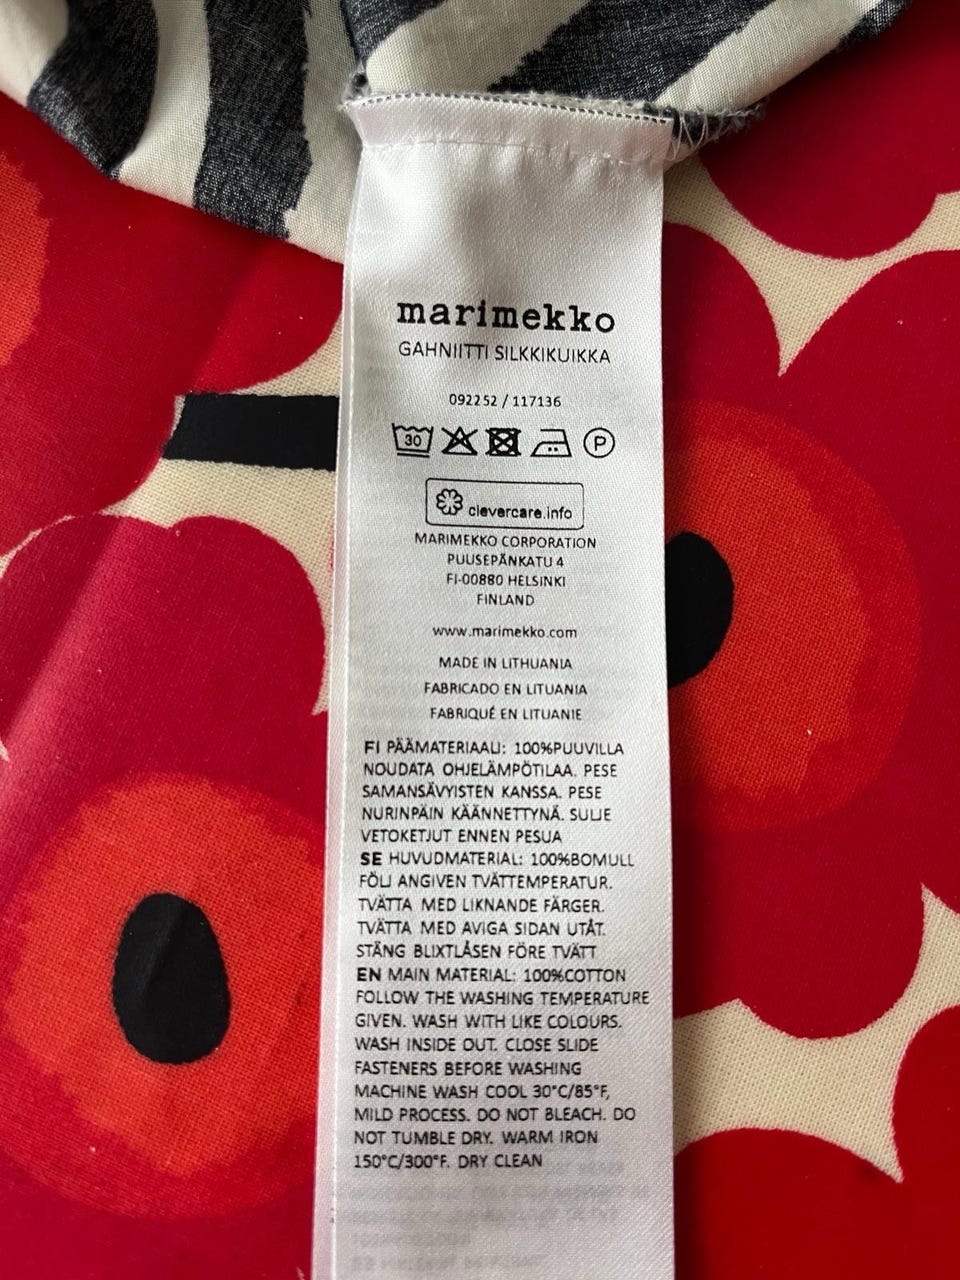 marimekko
GAHNIITTI SILKKIKUIKKA
092252 / 117136
30
P
clevercare.info
MARIMEKKO CORPORATION
PUUSEPÄNKATU 4
FI-00880 HELSINKI
FINLAND
www.marimekko.com
MADE IN LITHUANIA
FABRICADO EN LITUANIA
FABRIQUÉ EN LITUANIE
FI PÄÄMATERIAALI: 100%PUUVILLA
NOUDATA OHJELÄMPÖTILAA. PESE
SAMANSÄVYISTEN KANSSA. PESE
NURINPÄIN KÄÄNNETTYNÄ. SULJE
VETOKETJUT ENNEN PESUA
SE HUVUDMATERIAL: 100%BOMULL
FÖLJ ANGIVEN TVÄTTEMPERATUR.
TVÄTTA MED LIKNANDE FÄRGER.
TVÄTTA MED AVIGA SIDAN UTÅT.
STÄNG BLIXTLÅSEN FÖRE TVÄTT
EN MAIN MATERIAL: 100%COTTON
FOLLOW THE WASHING TEMPERATURE
GIVEN. WASH WITH LIKE COLOURS.
WASH INSIDE OUT. CLOSE SLIDE
FASTENERS BEFORE WASHING
MACHINE WASH COOL 30°C/85°F,
MILD PROCESS. DO NOT BLEACH. DO
NOT TUMBLE DRY. WARM IRON
150°C/300°F. DRY CLEAN